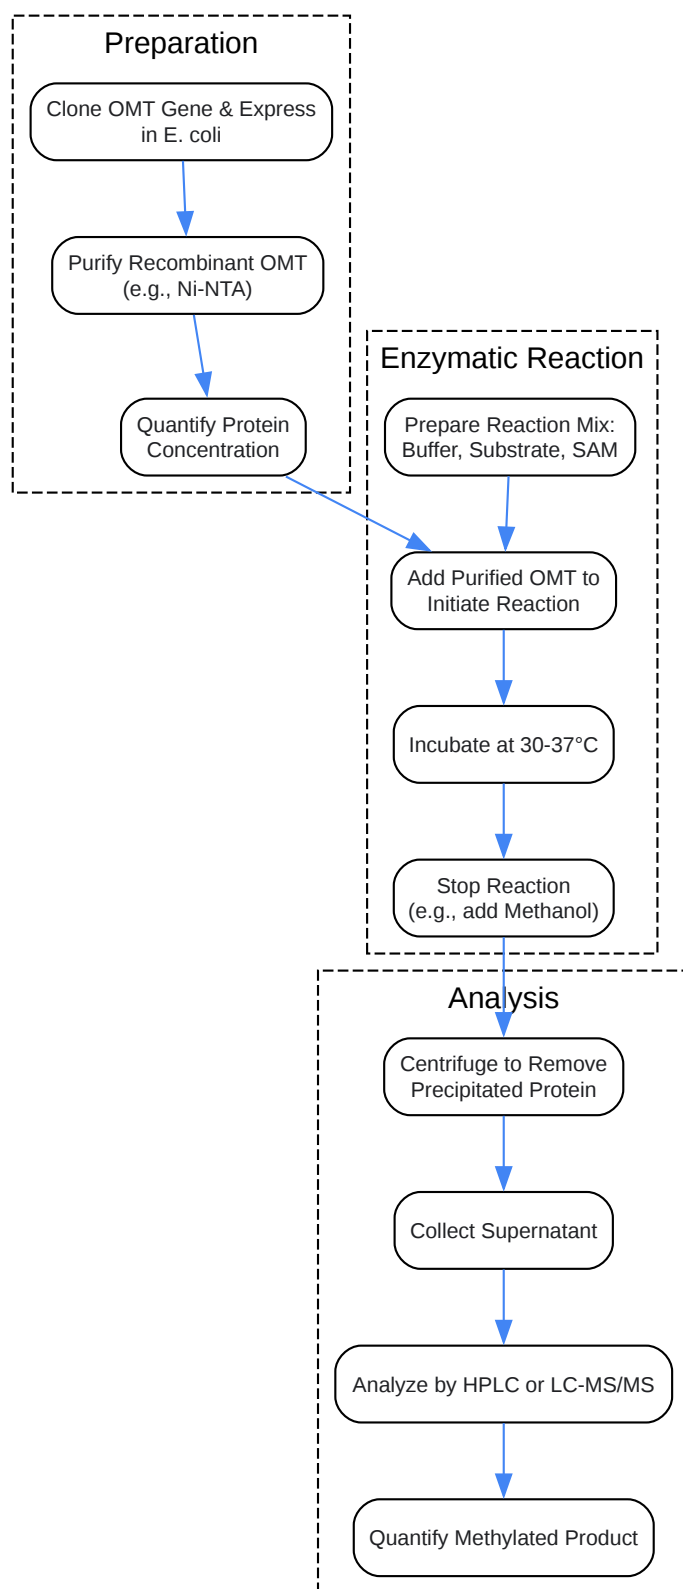 Preparation
Clone OMT Gene & Express
in E. coli
Purify Recombinant OMT
(e.g., Ni-NTA)
Quantify Protein
Concentration
Enzymatic Reaction
Prepare Reaction Mix:
Buffer, Substrate, SAM
Add Purified OMT to
Initiate Reaction
Incubate at 30-37°C
Stop Reaction
(e.g., add Methanol)
Analysis
Centrifuge to Remove
Precipitated Protein
Collect Supernatant
Analyze by HPLC or LC-MS/MS
Quantify Methylated Product